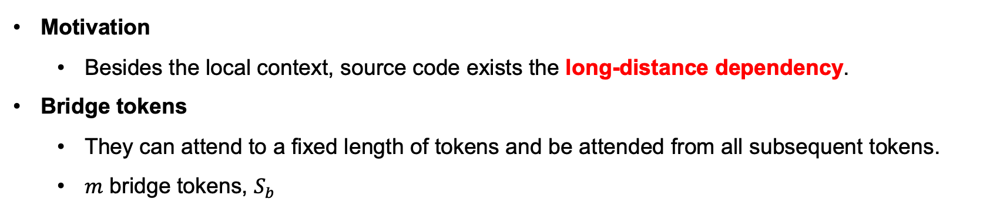 • Motivation
• Besides the local context, source code exists the long-distance dependency.
• Bridge tokens
• They can attend to a fixed length of tokens and be attended from all subsequent tokens.
• 𝑚 bridge tokens, 𝑆𝑏